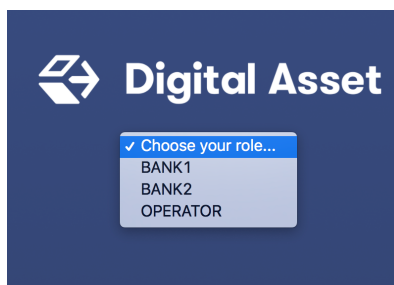 Digital Asset
✓ Choose your role...
BANK1
BANK2
OPERATOR